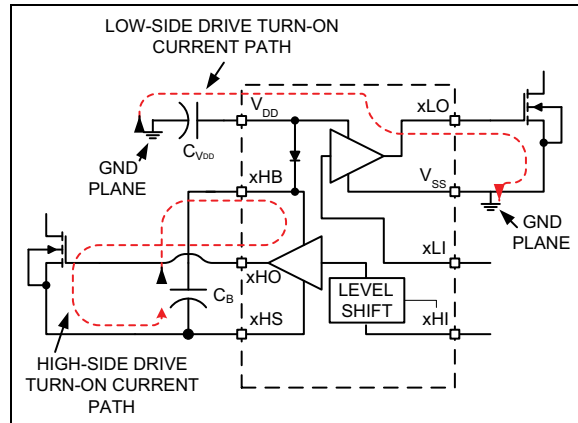 LOW-SIDE DRIVE TURN-ON
CURRENT PATH
VDD
xLO
CVDD
GND
PLANE
xHB
VSS
GND
PLANE
xLI
xHO
CB
LEVEL
SHIFT
xHS
xHI
HIGH-SIDE DRIVE
TURN-ON CURRENT
PATH